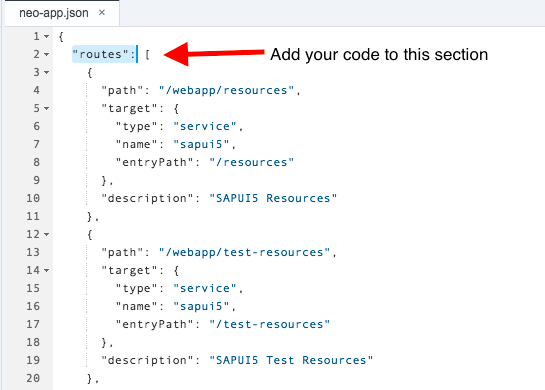 neo-app.json ×
1 {
2 "routes": [ Add your code to this section
3 {
4 "path": "/webapp/resources",
5 "target": {
6 "type": "service",
7 "name": "sapui5",
8 "entryPath": "/resources"
9 },
10 "description": "SAPUI5 Resources"
11 },
12 {
13 "path": "/webapp/test-resources",
14 "target": {
15 "type": "service",
16 "name": "sapui5",
17 "entryPath": "/test-resources"
18 },
19 "description": "SAPUI5 Test Resources"
20 },